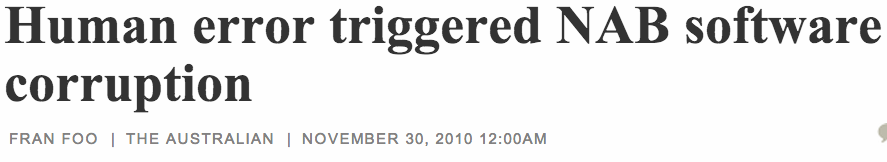 Human error triggered NAB software
corruption
FRAN FOO | THE AUSTRALIAN | NOVEMBER 30, 2010 12:00AM